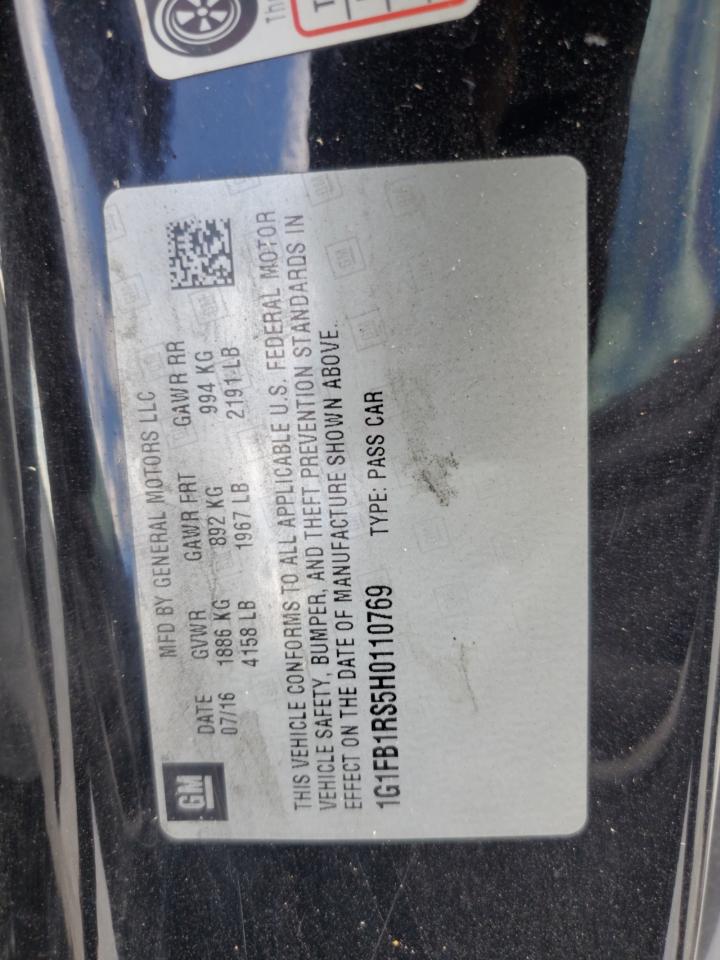 Th
T
GM
MFD BY GENERAL MOTORS LLC
DATE GVWR GAWR FRT GAWR RR
07/16 1886 KG 892 KG 994 KG
4158 LB 1967 LB 2191 LB
THIS VEHICLE CONFORMS TO ALL APPLICABLE U.S. FEDERAL MOTOR
VEHICLE SAFETY, BUMPER, AND THEFT PREVENTION STANDARDS IN
EFFECT ON THE DATE OF MANUFACTURE SHOWN ABOVE.
1G1FB1RS5H0110769 TYPE: PASS CAR